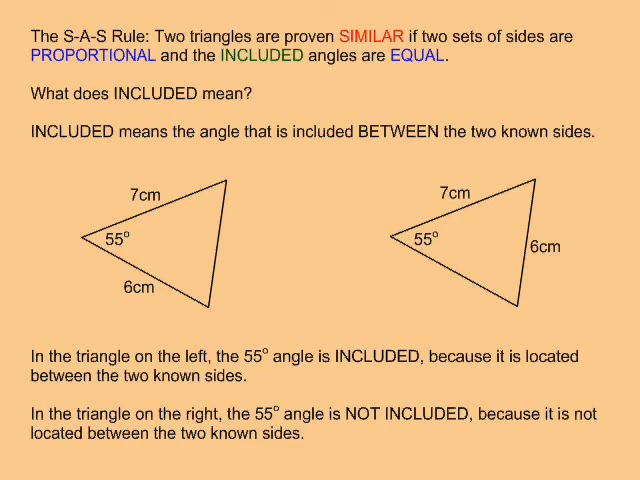 The S-A-S Rule: Two triangles are proven SIMILAR if two sets of sides are
PROPORTIONAL and the INCLUDED angles are EQUAL.
What does INCLUDED mean?
INCLUDED means the angle that is included BETWEEN the two known sides.
7cm
55°
6cm
7cm
55°
6cm
In the triangle on the left, the 55° angle is INCLUDED, because it is located
between the two known sides.
In the triangle on the right, the 55° angle is NOT INCLUDED, because it is not
located between the two known sides.